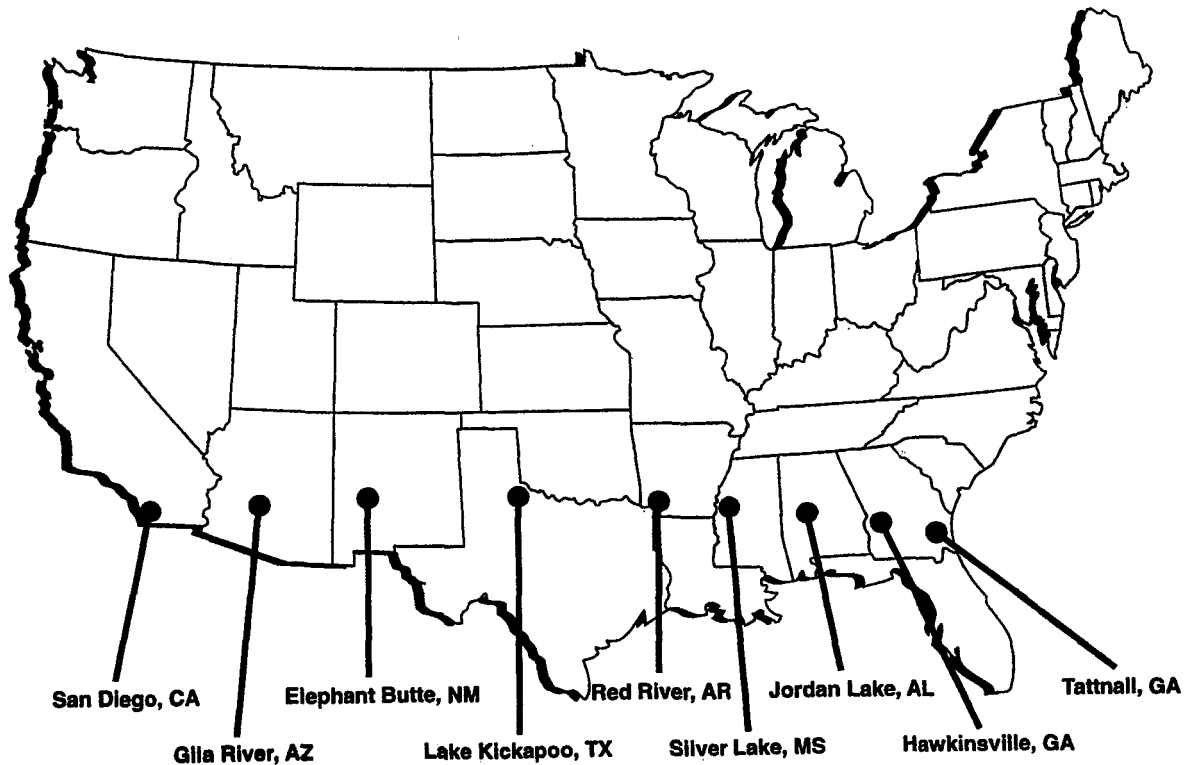 San Diego, CA
Elephant Butte, NM
Red River, AR
Jordan Lake, AL
Tattnall, GA
Gila River, AZ
Lake Kickapoo, TX
Silver Lake, MS
Hawkinsville, GA